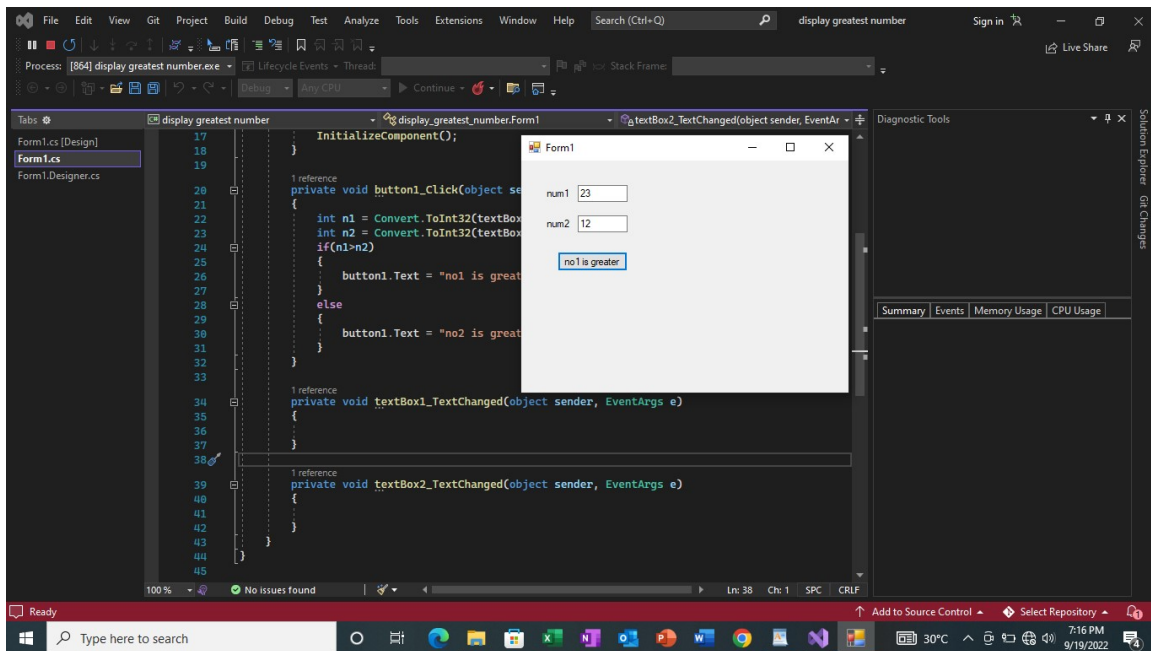 File Edit View Git Project Build Debug Test Analyze Tools Extensions Window Help Search (Ctrl+Q) display greatest number Sign in
Live Share
Process: [864] display greatest number.exe Lifecycle Events Thread: Stack Frame:
Debug Any CPU Continue
Tabs
Form1.cs [Design]
Form1.cs
Form1.Designer.cs
display greatest number display_greatest_number.Form1 textBox2_TextChanged(object sender, EventAr
17 InitializeComponent();
18 }
19
1 reference
20 private void button1_Click(object se
21 {
22 int n1 = Convert.ToInt32(textBox
23 int n2 = Convert.ToInt32(textBox
24 if(n1>n2)
25 {
26 button1.Text = "no1 is great
27 }
28 else
29 {
30 button1.Text = "no2 is great
31 }
32 }
33
1 reference
34 private void textBox1_TextChanged(object sender, EventArgs e)
35 {
36
37 }
38
1 reference
39 private void textBox2_TextChanged(object sender, EventArgs e)
40 {
41
42 }
43 }
44 }
45
Form1
num1 23
num2 12
no1 is greater
Diagnostic Tools
Summary Events Memory Usage CPU Usage
Solution Explorer
Git Changes
100 % No issues found Ln: 38 Ch: 1 SPC CRLF
Ready Add to Source Control Select Repository
Type here to search 30°C 7:16 PM
9/19/2022